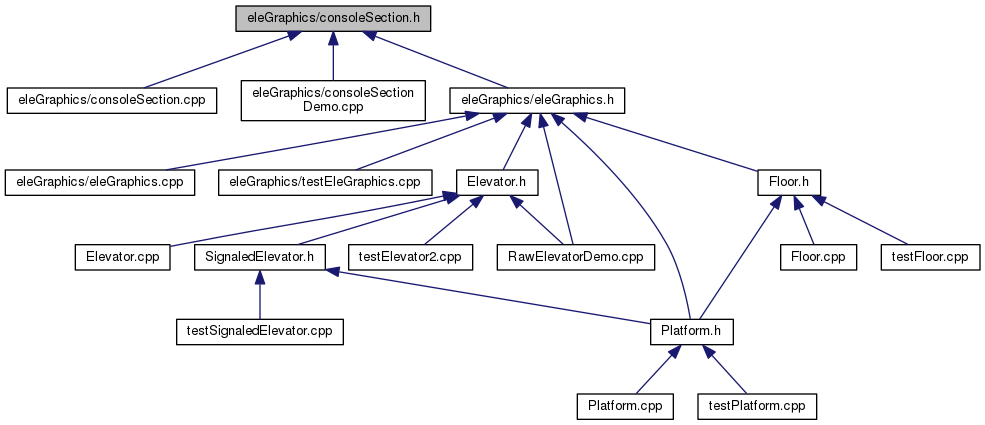 eleGraphics/consoleSection.h
eleGraphics/consoleSection.cpp
eleGraphics/consoleSection
Demo.cpp
eleGraphics/eleGraphics.h
eleGraphics/eleGraphics.cpp
eleGraphics/testEleGraphics.cpp
Elevator.h
Floor.h
Elevator.cpp
SignaledElevator.h
testElevator2.cpp
RawElevatorDemo.cpp
Floor.cpp
testFloor.cpp
testSignaledElevator.cpp
Platform.h
Platform.cpp
testPlatform.cpp